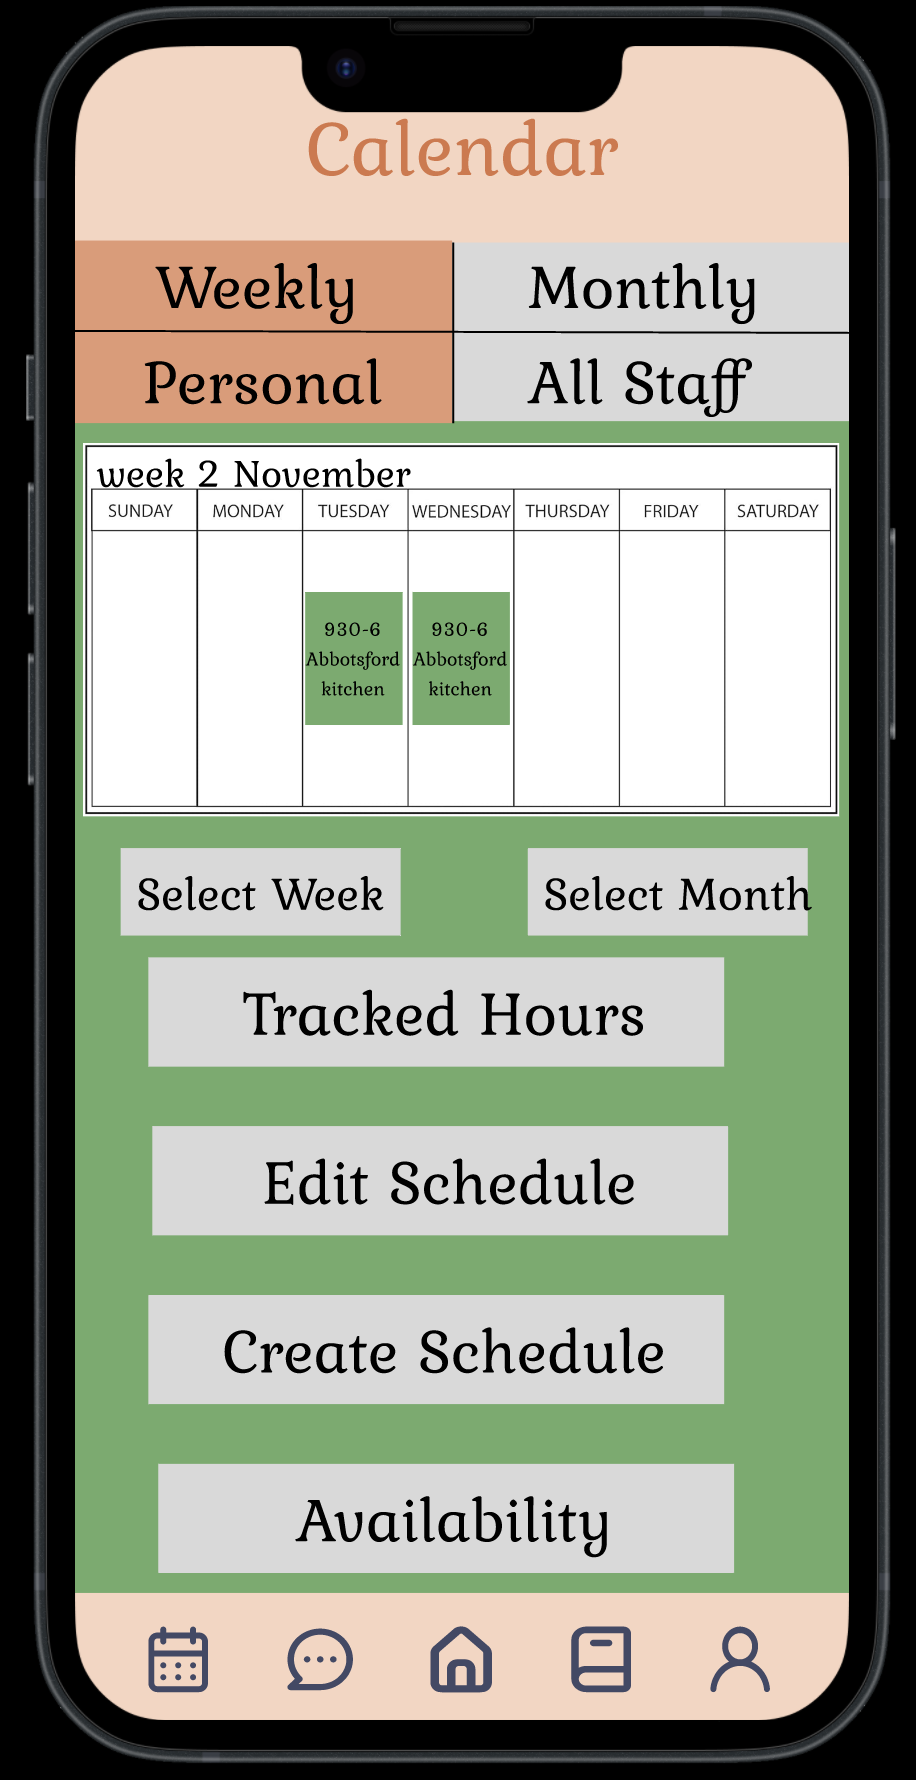 Calendar
Weekly
Monthly
Personal
All Staff
week 2 November
SUNDAY MONDAY TUESDAY WEDNESDAY THURSDAY FRIDAY SATURDAY
930-6
Abbotsford
kitchen
930-6
Abbotsford
kitchen
Select Week
Select Month
Tracked Hours
Edit Schedule
Create Schedule
Availability